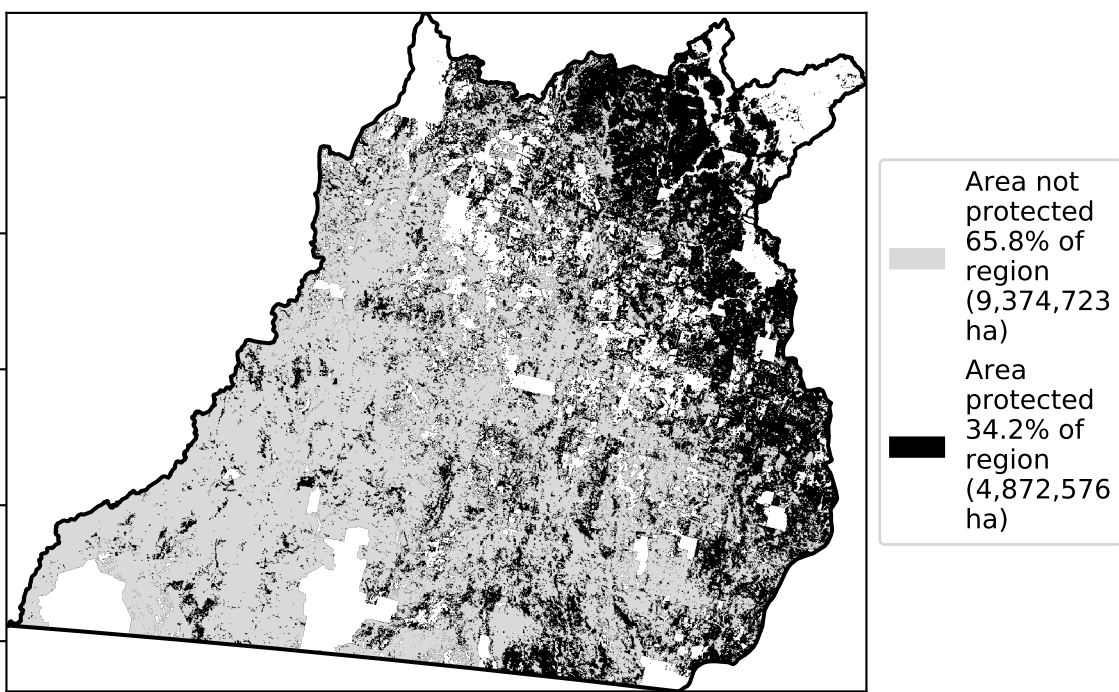 Area not
protected
65.8% of
region
(9,374,723
ha)
Area
protected
34.2% of
region
(4,872,576
ha)